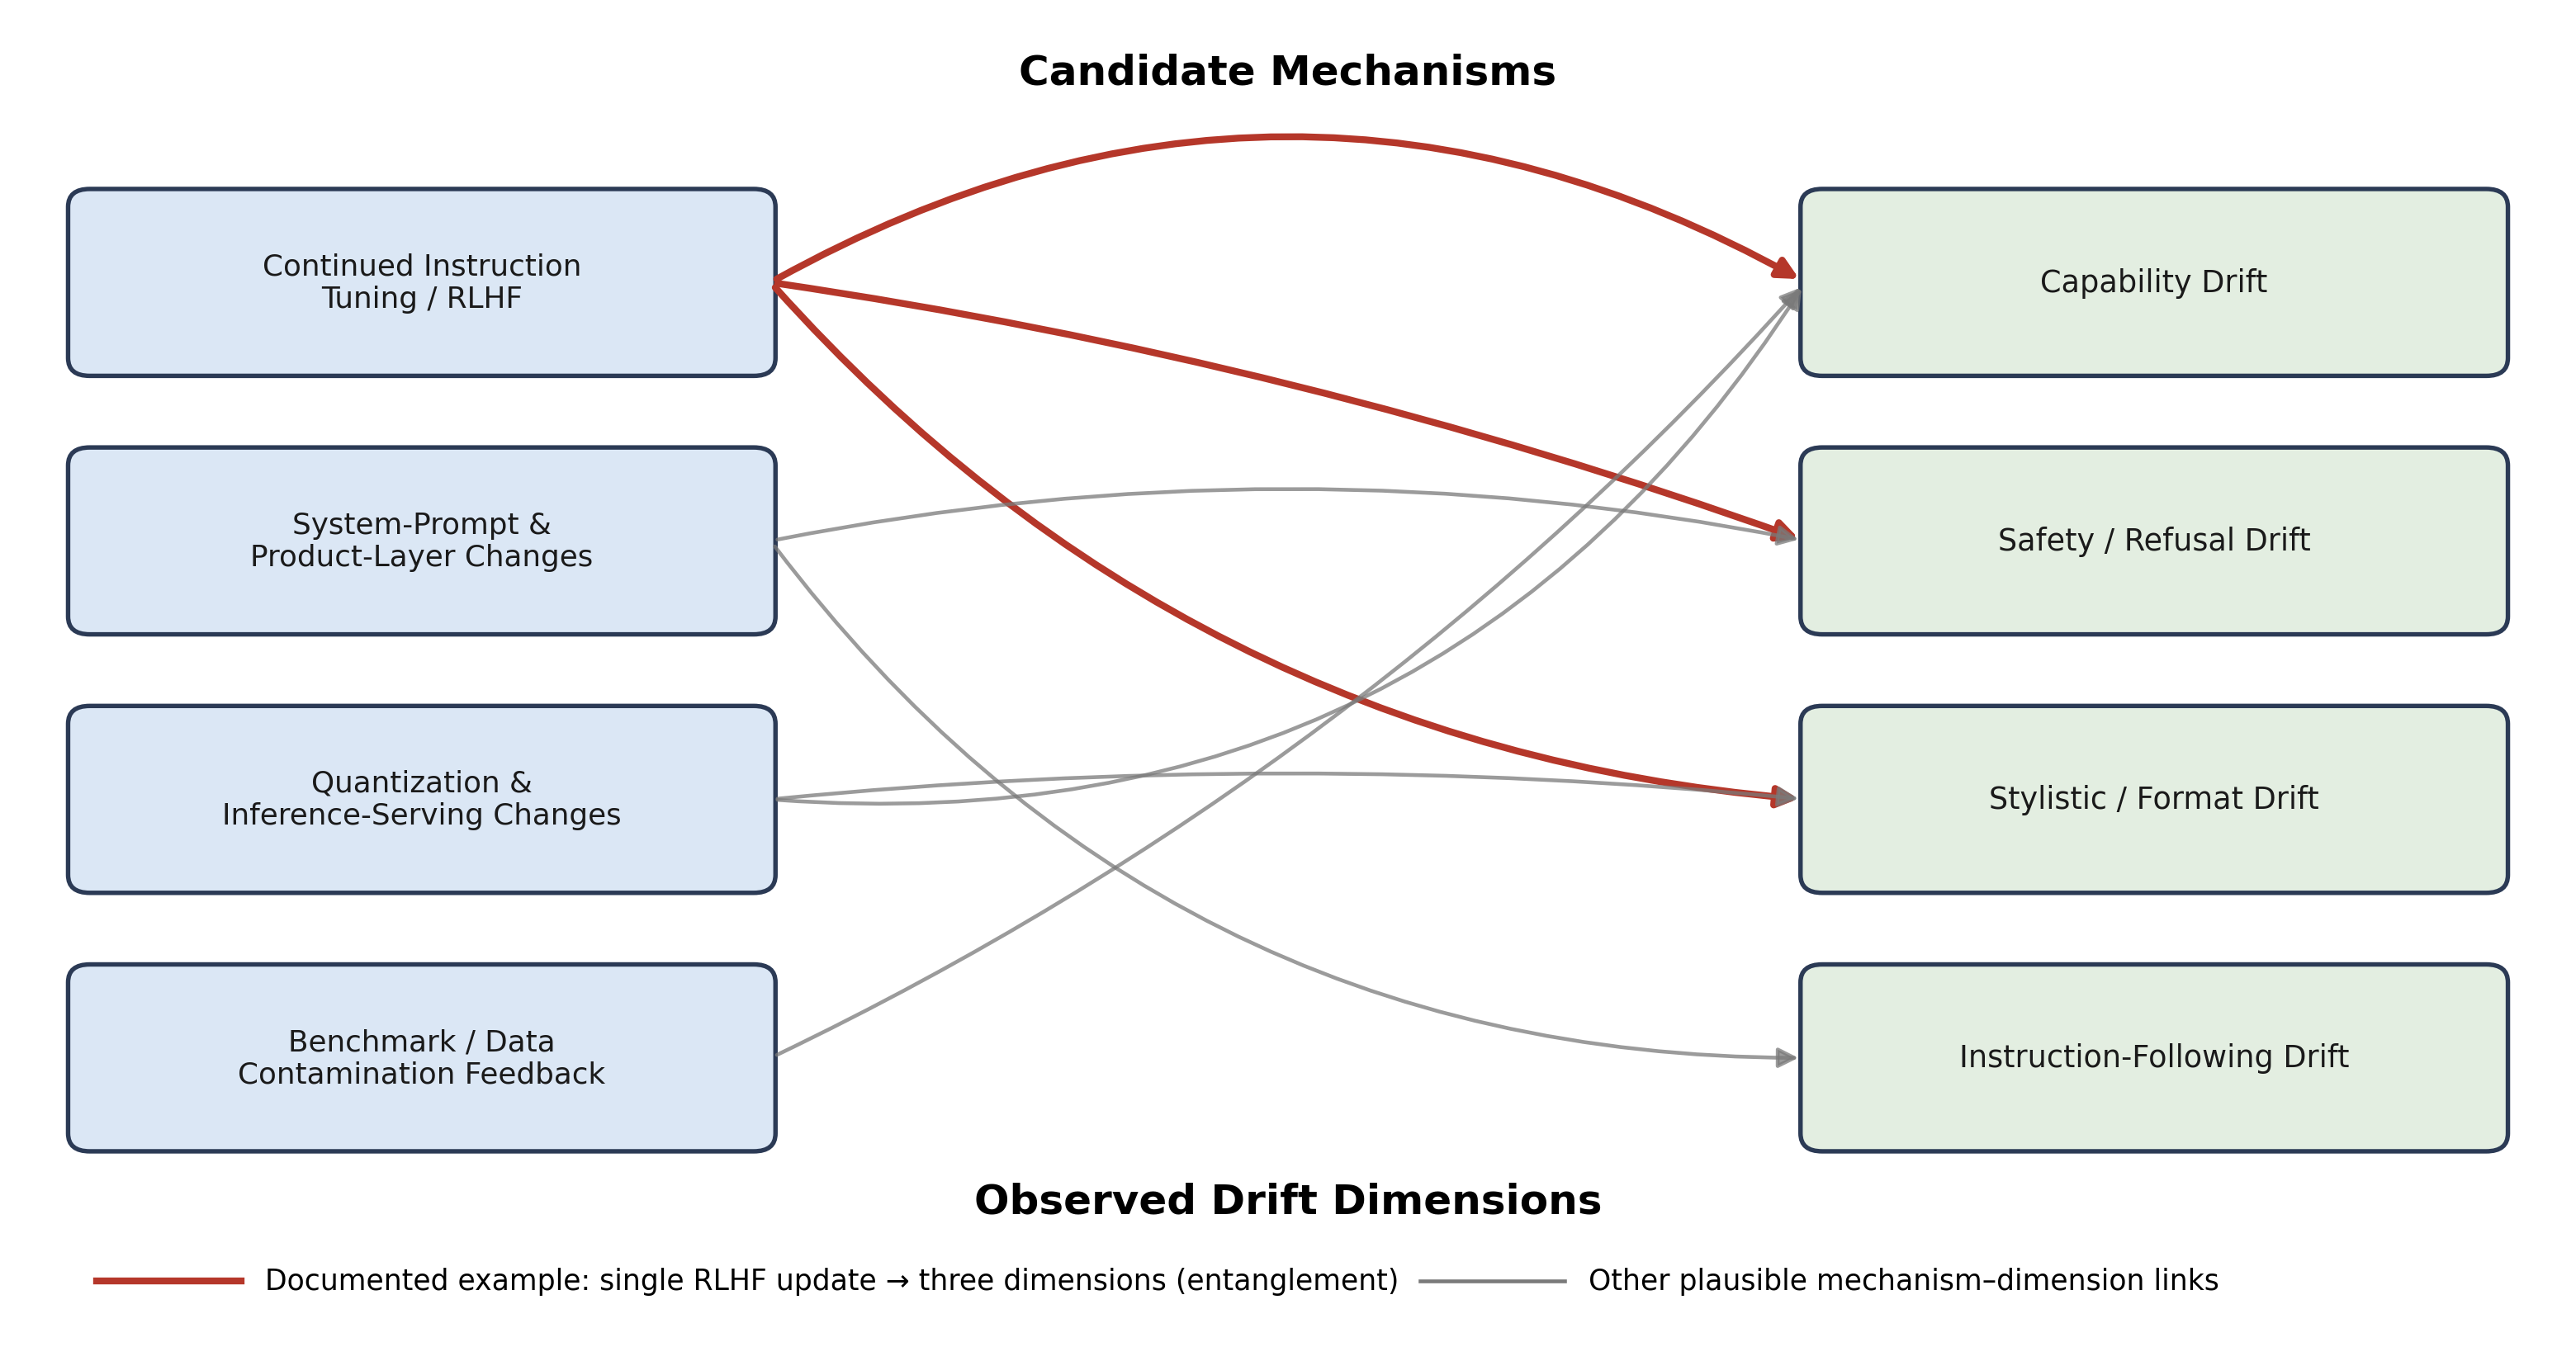 Candidate Mechanisms
Continued Instruction
Tuning / RLHF
Capability Drift
System-Prompt &
Product-Layer Changes
Safety / Refusal Drift
Quantization &
Inference-Serving Changes
Stylistic / Format Drift
Benchmark / Data
Contamination Feedback
Instruction-Following Drift
Observed Drift Dimensions
Documented example: single RLHF update → three dimensions (entanglement)
Other plausible mechanism–dimension links